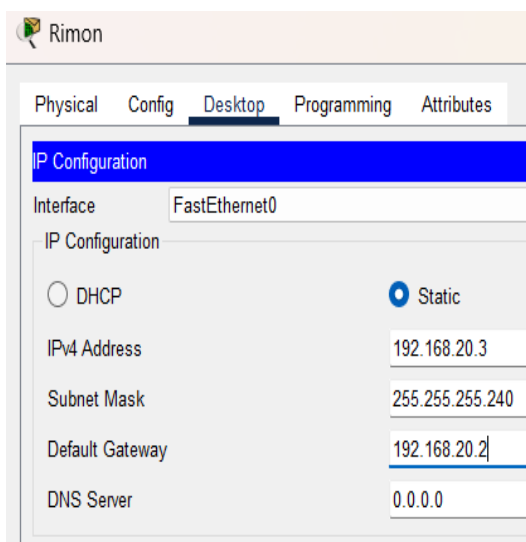 Rimon
Physical Config Desktop Programming Attributes
IP Configuration
Interface FastEthernet0
IP Configuration
DHCP Static
IPv4 Address 192.168.20.3
Subnet Mask 255.255.255.240
Default Gateway 192.168.20.2
DNS Server 0.0.0.0